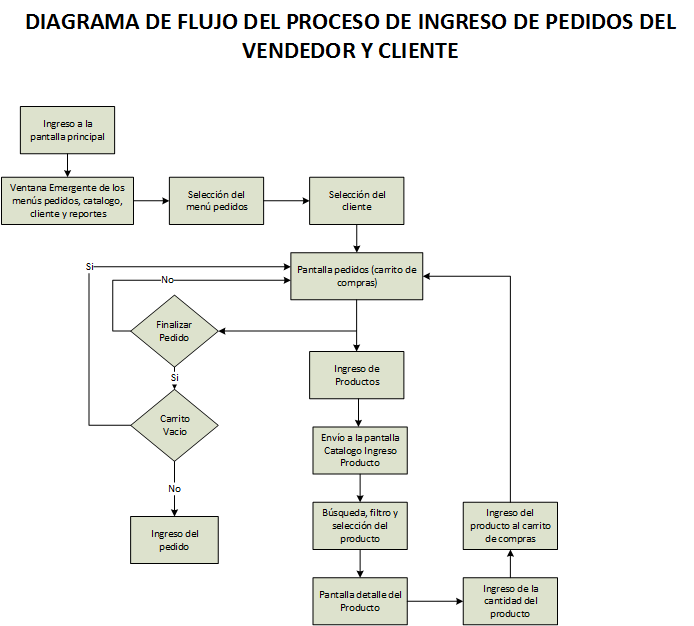 DIAGRAMA DE FLUJO DEL PROCESO DE INGRESO DE PEDIDOS DEL
VENDEDOR Y CLIENTE
Ingreso a la
pantalla principal
Ventana Emergente de los
menús pedidos, catalogo,
cliente y reportes
Selección del
menú pedidos
Selección del
cliente
Si
Pantalla pedidos (carrito de
compras)
No
Finalizar
Pedido
Ingreso de
Productos
Si
Carrito
Vacio
Envío a la pantalla
Catalogo Ingreso
Producto
No
Búsqueda, filtro y
selección del
producto
Ingreso del
producto al carrito
de compras
Ingreso del
pedido
Pantalla detalle del
Producto
Ingreso de la
cantidad del
producto